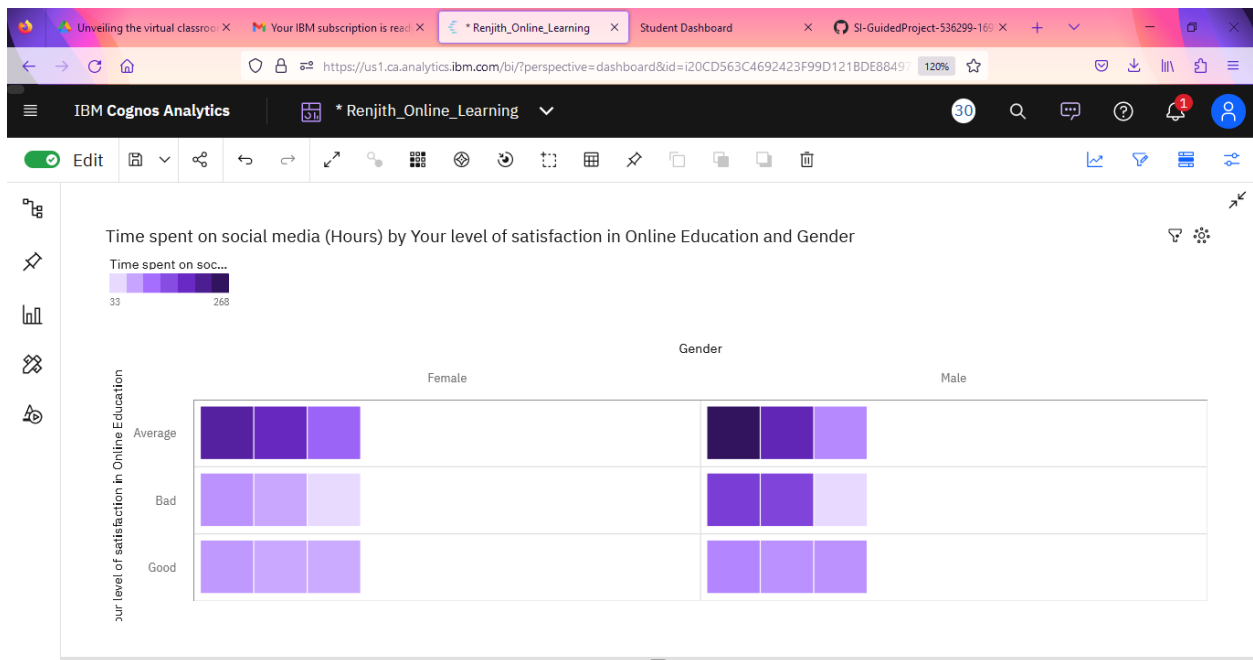 Unveiling the virtual classroo
Your IBM subscription is read
* Renjith_Online_Learning
Student Dashboard
SI-GuidedProject-536299-169
https://us1.ca.analytics.ibm.com/bi/?perspective=dashboard&id=i20CD563C4692423F99D121BDE88497
120%
IBM Cognos Analytics
* Renjith_Online_Learning
30
1
Edit
Time spent on social media (Hours) by Your level of satisfaction in Online Education and Gender
Time spent on soc...
33 268
Gender
Female Male
our level of satisfaction in Online Education
Average
Bad
Good